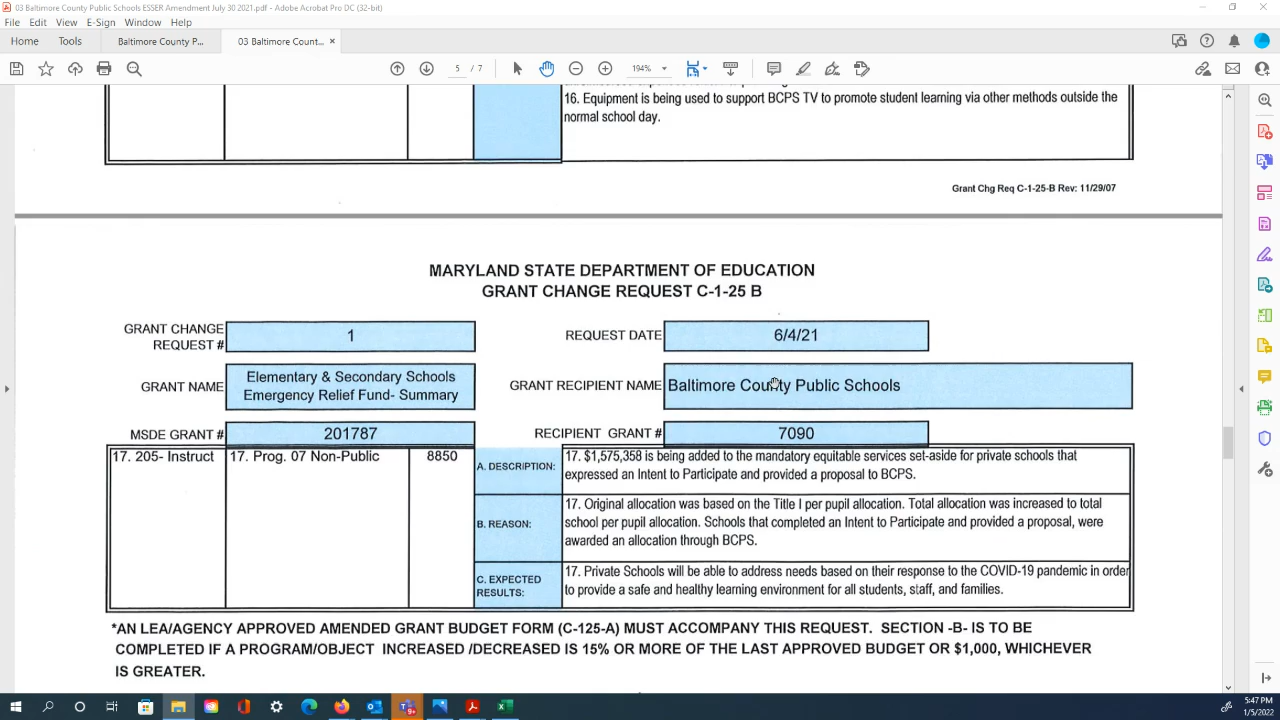 03 Baltimore County Public Schools ESSER Amendment July 30 2021.pdf - Adobe Acrobat Pro DC (32-bit)
File Edit View E-Sign Window Help
Home Tools Baltimore County P... 03 Baltimore Count... ×
5 / 7 194%
16. Equipment is being used to support BCPS TV to promote student learning via other methods outside the
normal school day.
Grant Chg Req C-1-25-B Rev: 11/29/07
MARYLAND STATE DEPARTMENT OF EDUCATION
GRANT CHANGE REQUEST C-1-25 B
GRANT CHANGE
REQUEST #
1
REQUEST DATE
6/4/21
GRANT NAME
Elementary & Secondary Schools
Emergency Relief Fund- Summary
GRANT RECIPIENT NAME
Baltimore County Public Schools
MSDE GRANT #
201787
RECIPIENT GRANT #
7090
17. 205- Instruct
17. Prog. 07 Non-Public
8850
A. DESCRIPTION:
17. $1,575,358 is being added to the mandatory equitable services set-aside for private schools that
expressed an Intent to Participate and provided a proposal to BCPS.
B. REASON:
17. Original allocation was based on the Title I per pupil allocation. Total allocation was increased to total
school per pupil allocation. Schools that completed an Intent to Participate and provided a proposal, were
awarded an allocation through BCPS.
C. EXPECTED
RESULTS:
17. Private Schools will be able to address needs based on their response to the COVID-19 pandemic in order
to provide a safe and healthy learning environment for all students, staff, and families.
*AN LEA/AGENCY APPROVED AMENDED GRANT BUDGET FORM (C-125-A) MUST ACCOMPANY THIS REQUEST. SECTION -B- IS TO BE
COMPLETED IF A PROGRAM/OBJECT INCREASED /DECREASED IS 15% OR MORE OF THE LAST APPROVED BUDGET OR $1,000, WHICHEVER
IS GREATER.
5:47 PM
1/5/2022